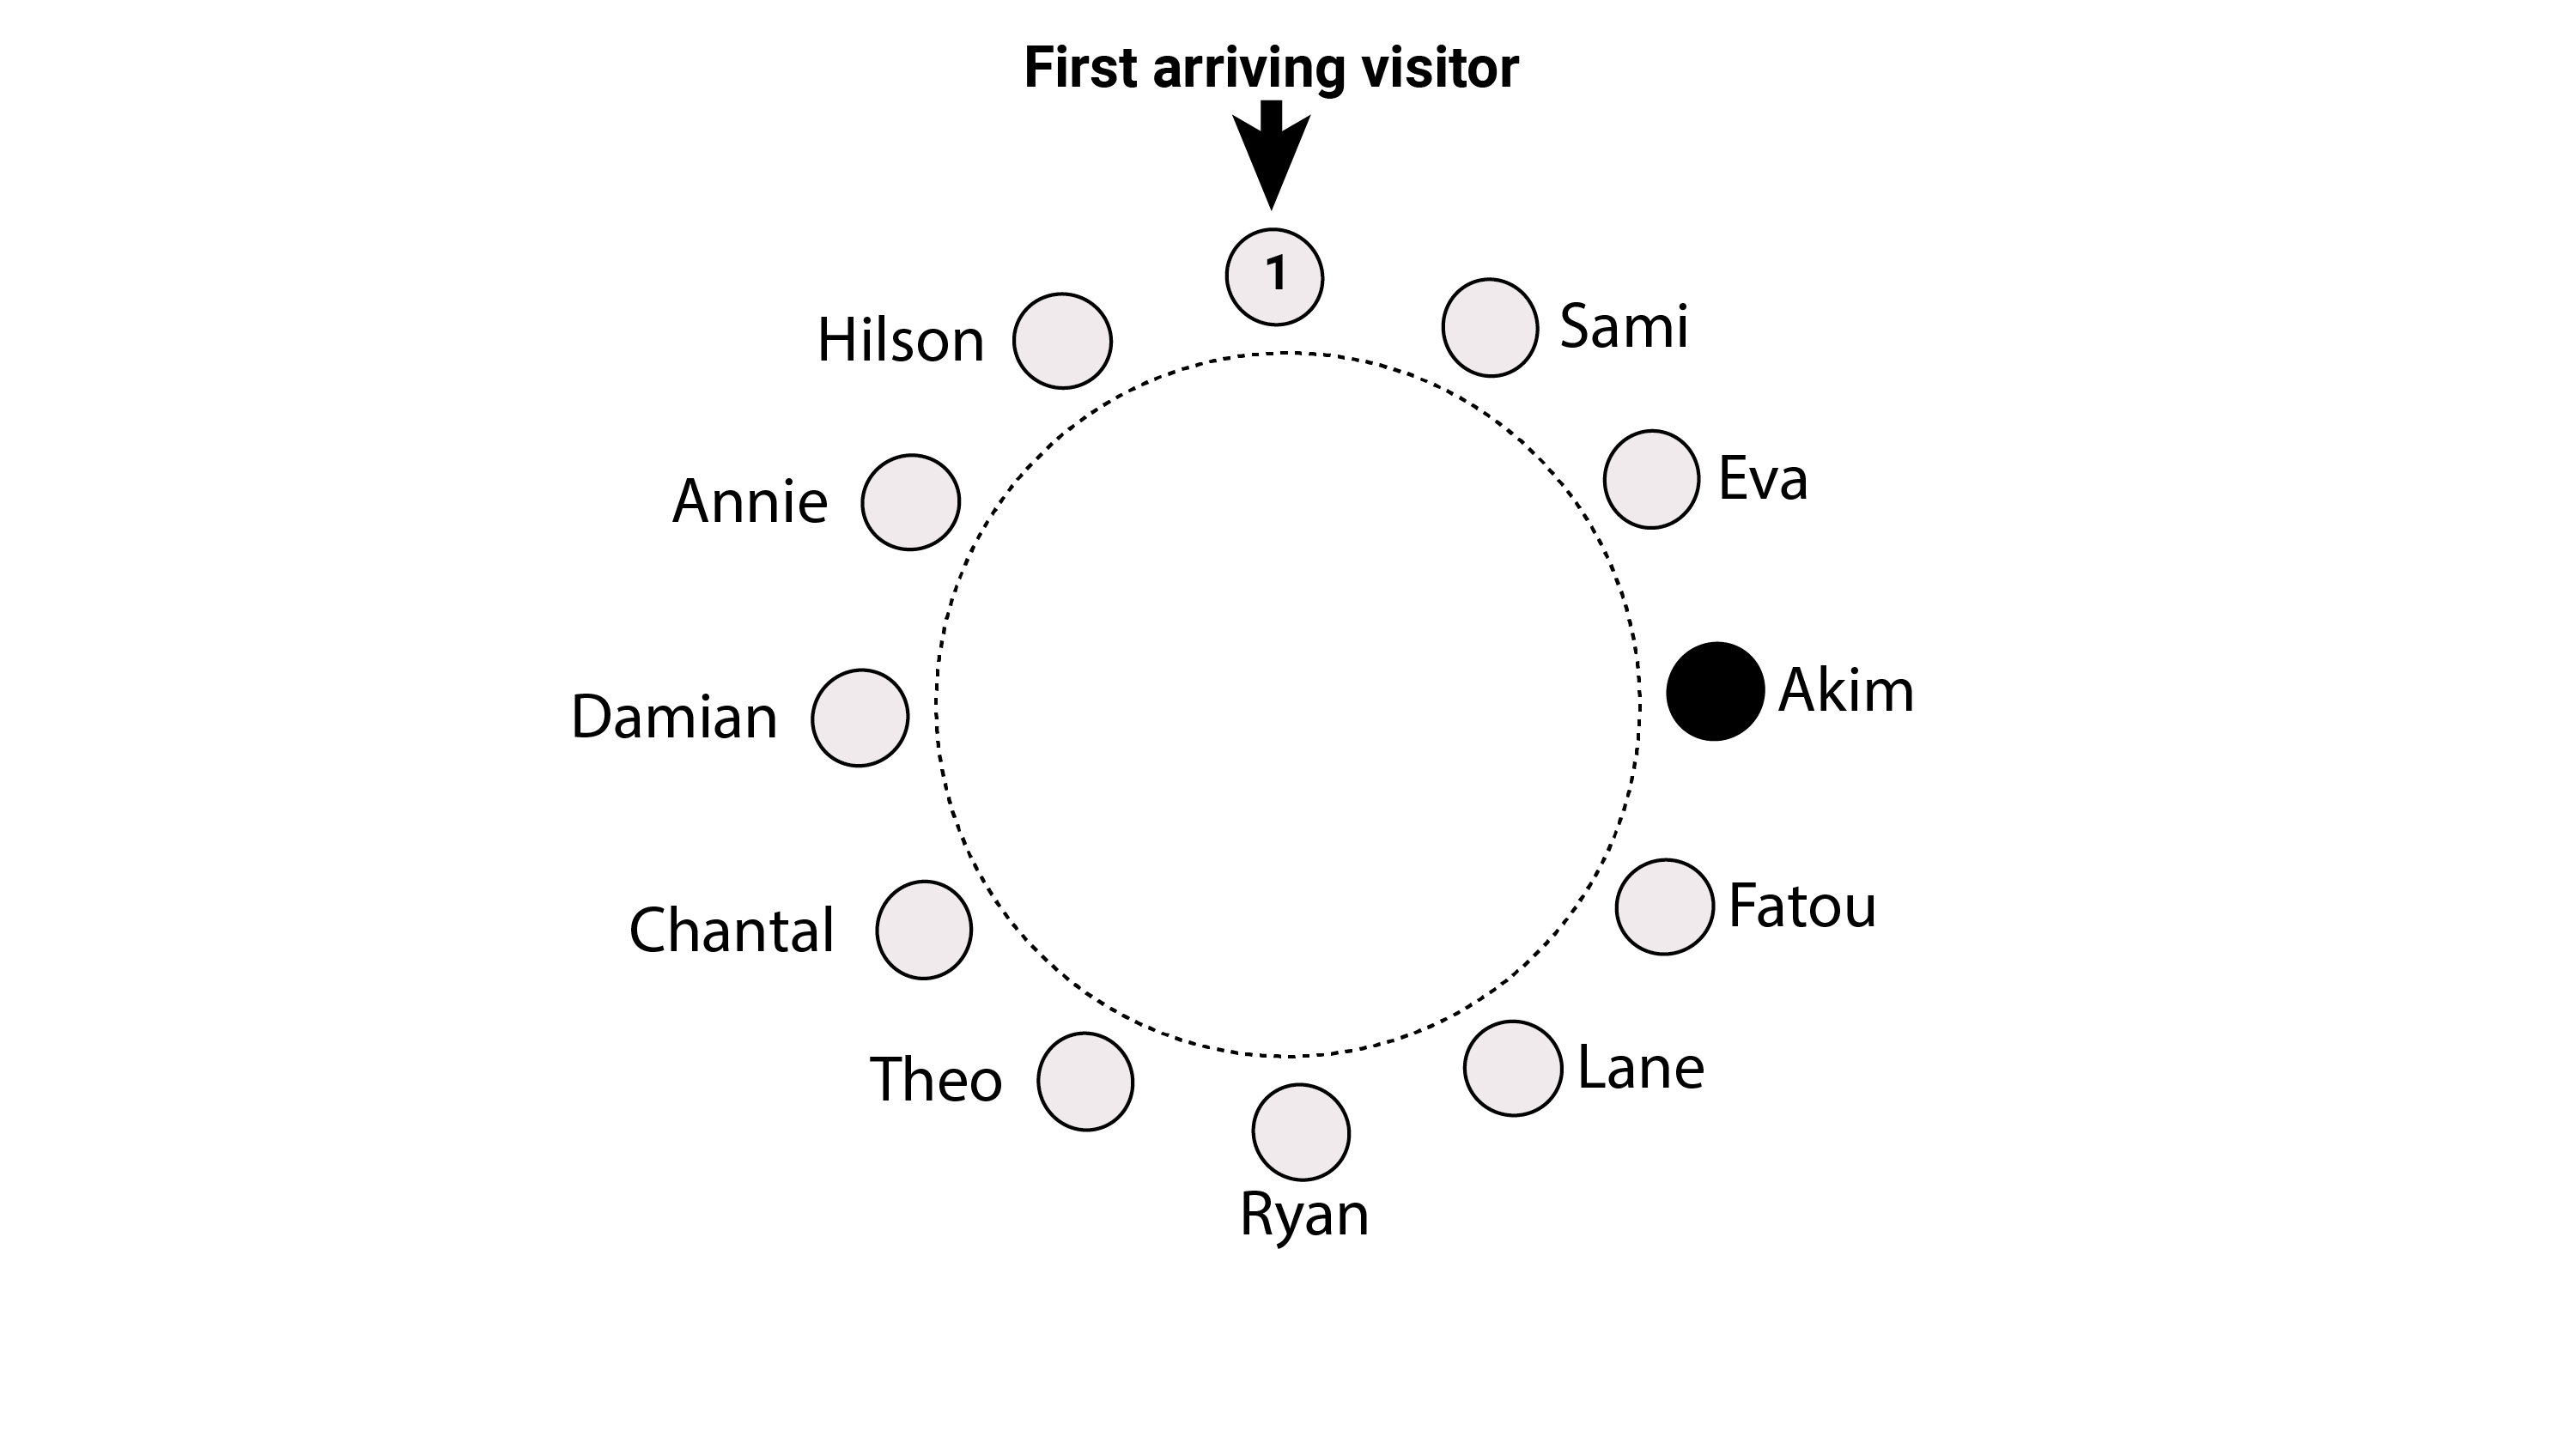 First arriving visitor
1
Hilson
Sami
Annie
Eva
Damian
Akim
Chantal
Fatou
Theo
Lane
Ryan